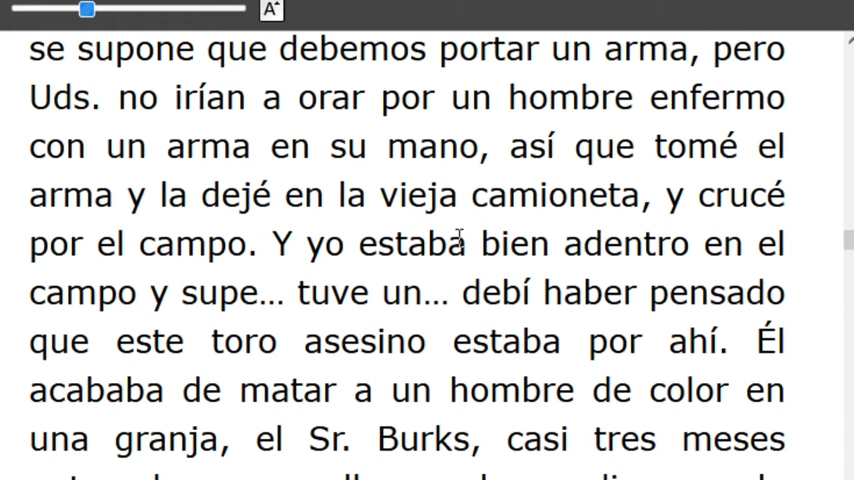 A
se supone que debemos portar un arma, pero
Uds. no irían a orar por un hombre enfermo
con un arma en su mano, así que tomé el
arma y la dejé en la vieja camioneta, y crucé
por el campo. Y yo estaba bien adentro en el
campo y supe... tuve un... debí haber pensado
que este toro asesino estaba por ahí. Él
acababa de matar a un hombre de color en
una granja, el Sr. Burks, casi tres meses